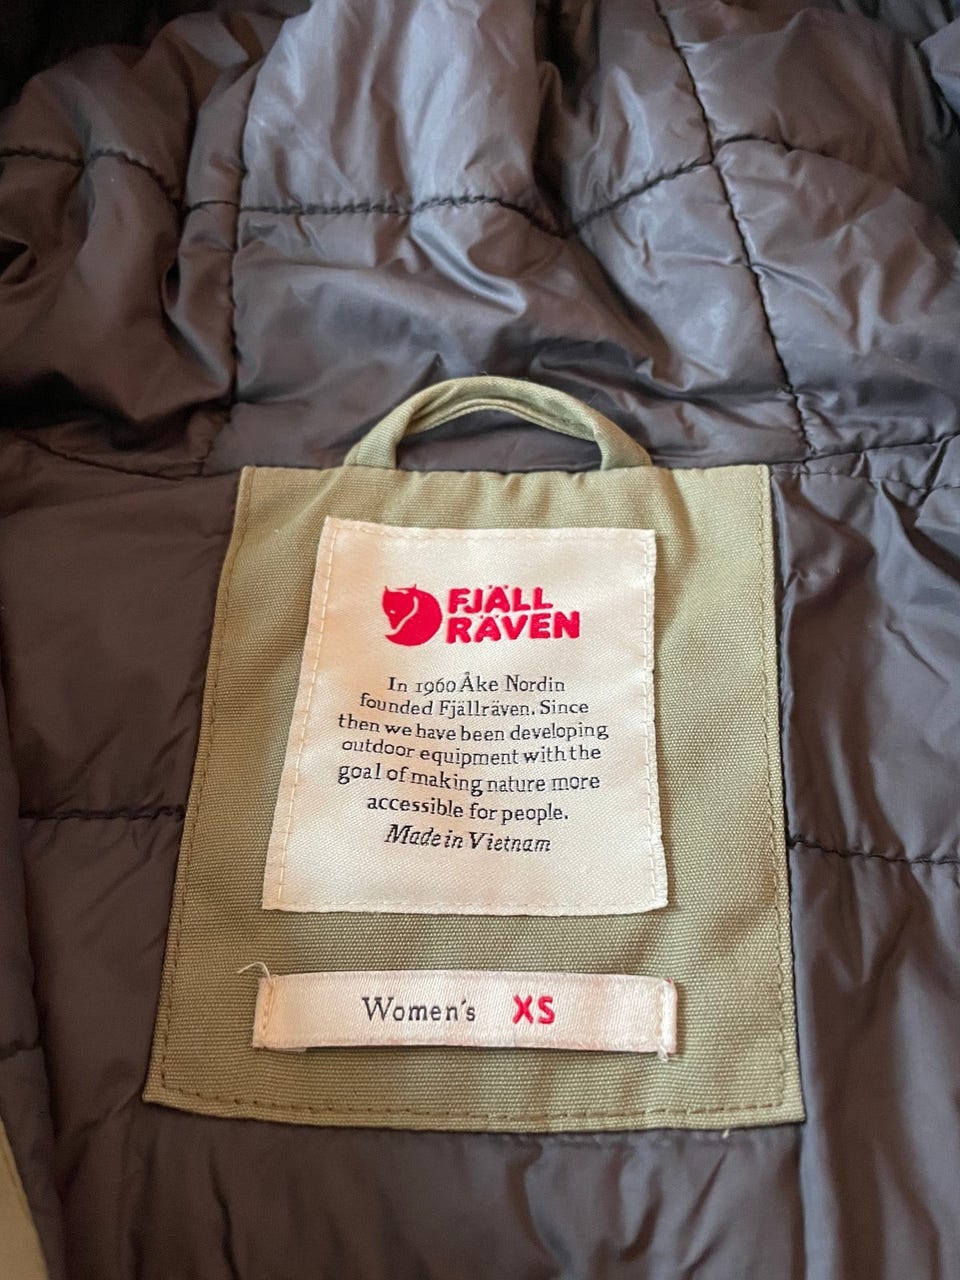 FJÄLL
RÄVEN
In 1960 Åke Nordin
founded Fjällräven. Since
then we have been developing
outdoor equipment with the
goal of making nature more
accessible for people.
Made in Vietnam
Women's XS